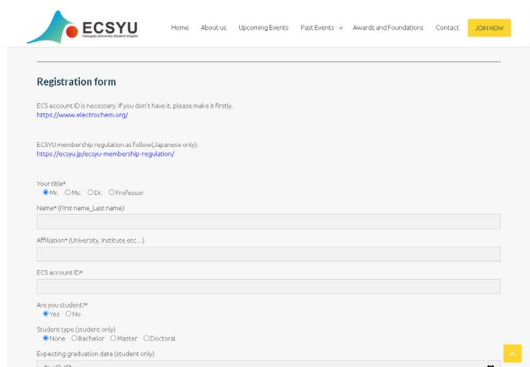 ECSYU
Home About us Upcoming Events Past Events Awards and Foundations Contact JOIN NOW
Registration form
ECS account ID is necessary. If you don't have it, please make it firstly.
https://www.electrochem.org/
ECSYU membership regulation as follow(Japanese only).
https://ecsyu.jp/ecsyu-membership-regulation/
Your title*
Mr. Ms. Dr. Professor
Name* (First name_Last name)
Affiliation* (University, Institute etc…)
ECS account ID*
Are you student?*
Yes No
Student type (student only)
None Bachelor Master Doctoral
Expecting graduation date (student only)